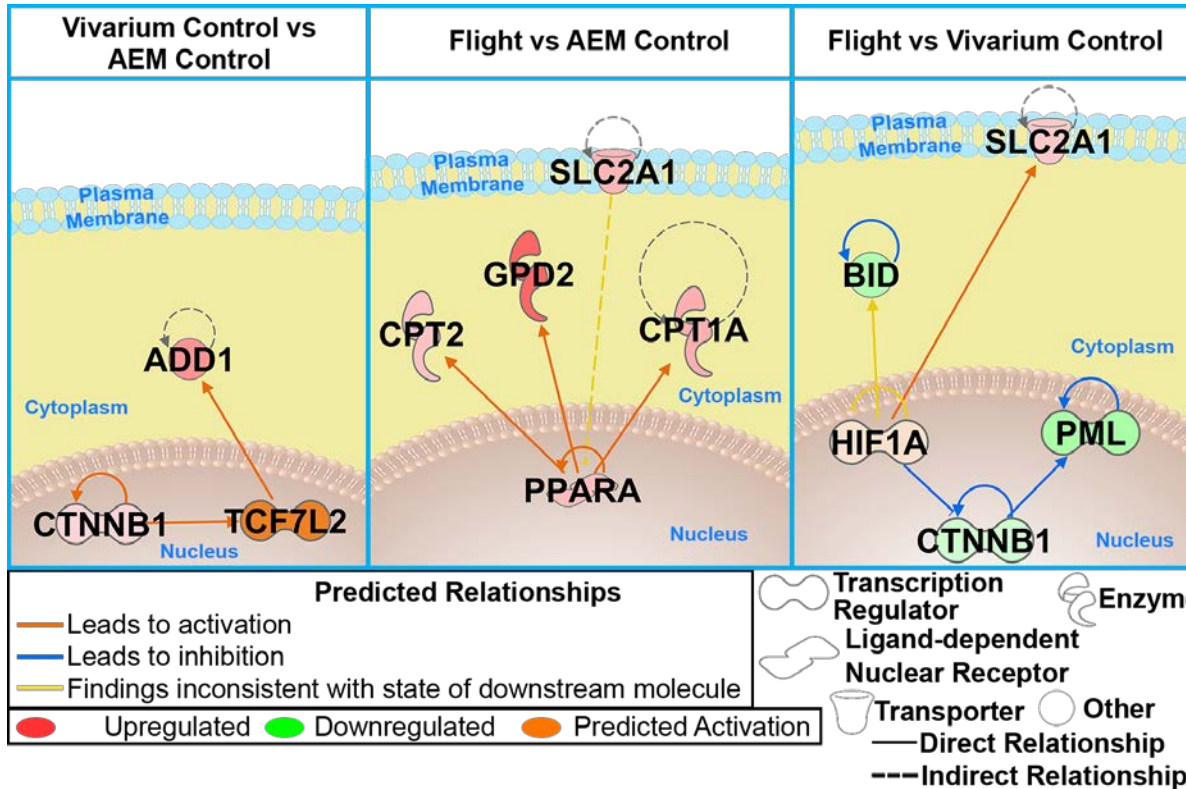 Vivarium Control vs
AEM Control
Flight vs AEM Control
Flight vs Vivarium Control
Plasma
Membrane
ADD1
Cytoplasm
CTNNB1
TCF7L2
Nucleus
Plasma
Membrane
SLC2A1
GPD2
CPT2
CPT1A
Cytoplasm
PPARA
Nucleus
Plasma
Membrane
SLC2A1
BID
Cytoplasm
HIF1A
PML
CTNNB1
Nucleus
Predicted Relationships
Leads to activation
Leads to inhibition
Findings inconsistent with state of downstream molecule
Upregulated
Downregulated
Predicted Activation
Transcription
Regulator
Enzym
Ligand-dependent
Nuclear Receptor
Transporter
Other
Direct Relationship
Indirect Relationship